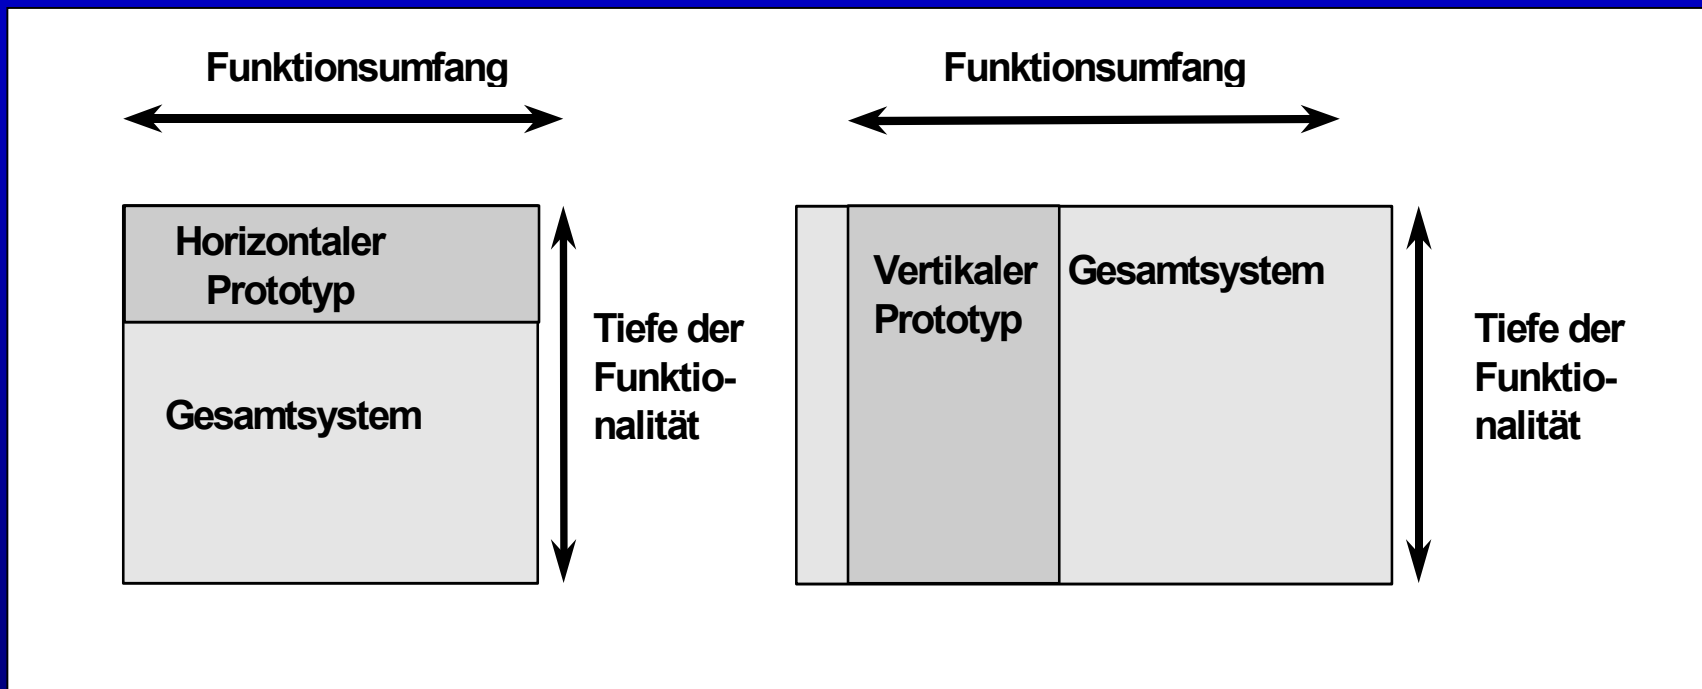 Funktionsumfang
Horizontaler
Prototyp
Gesamtsystem
Tiefe der
Funktio-
nalität
Funktionsumfang
Vertikaler
Prototyp
Gesamtsystem
Tiefe der
Funktio-
nalität